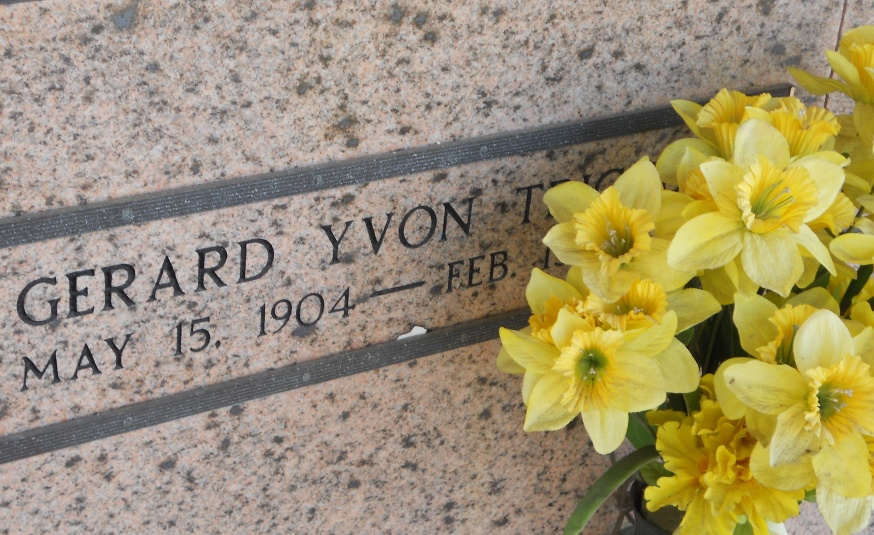 GERARD YVON
MAY 15. 1904 — FEB.